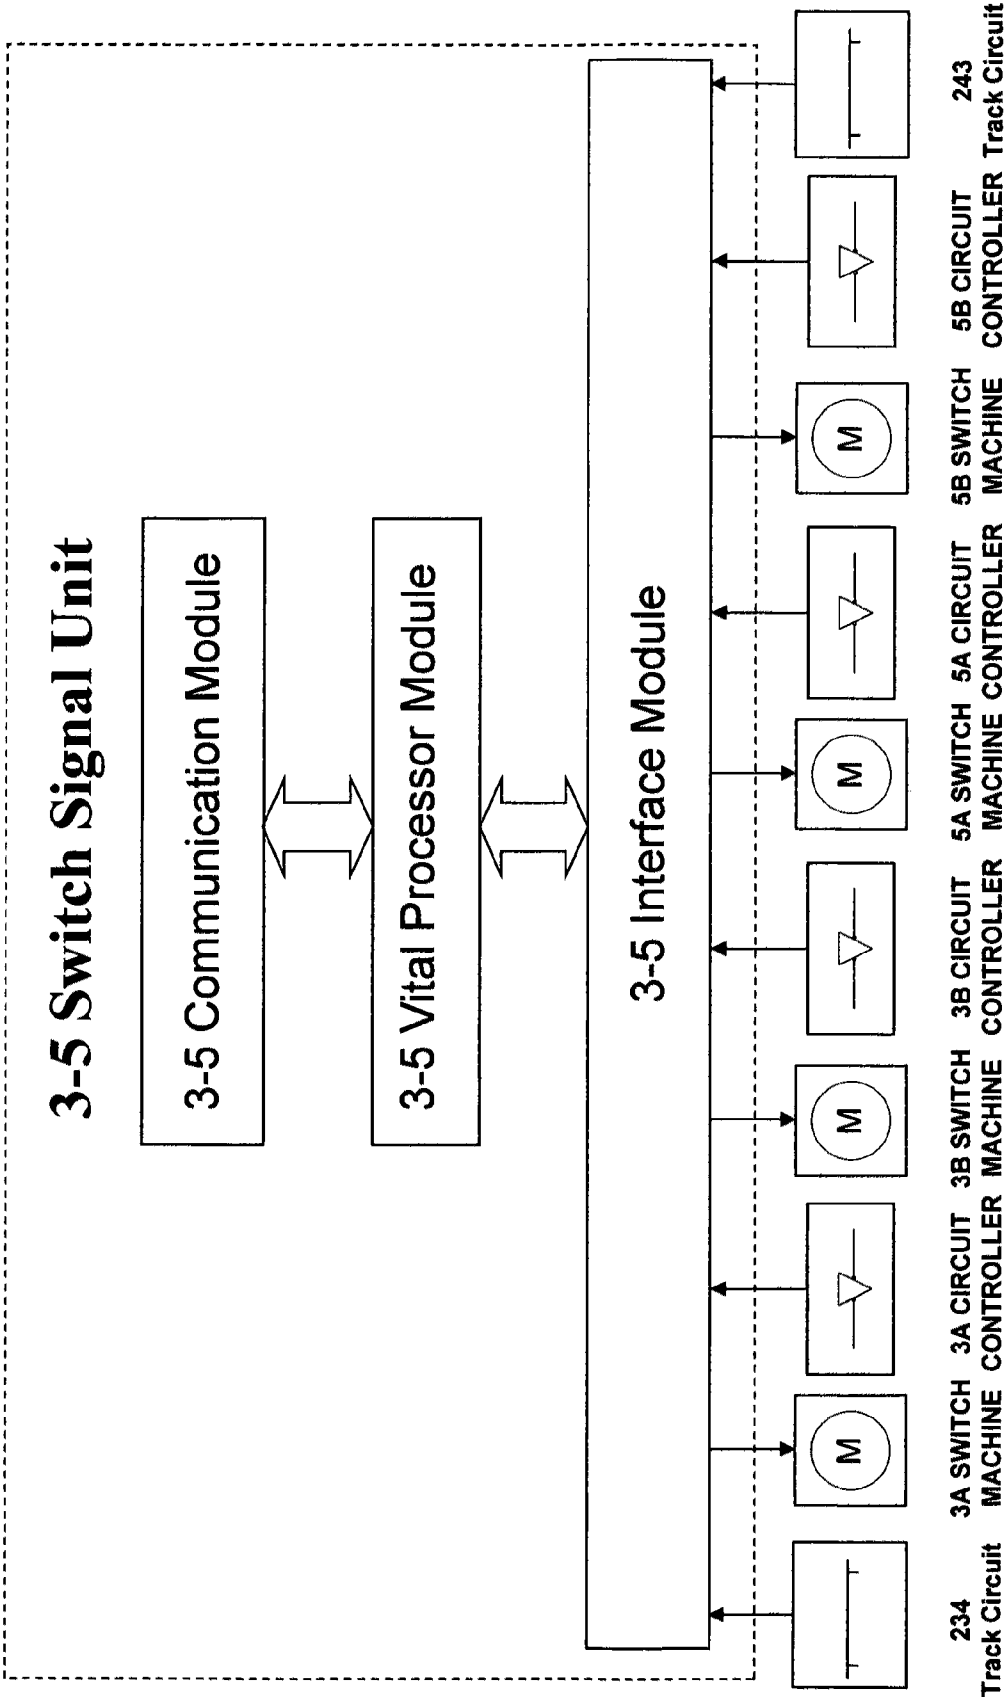 3-5 Switch Signal Unit
3-5 Communication Module
3-5 Vital Processor Module
3-5 Interface Module
M
M
M
M
234
Track Circuit
3A SWITCH
MACHINE
3A CIRCUIT
CONTROLLER
3B SWITCH
MACHINE
3B CIRCUIT
CONTROLLER
5A SWITCH
MACHINE
5A CIRCUIT
CONTROLLER
5B SWITCH
MACHINE
5B CIRCUIT
CONTROLLER
243
Track Circuit